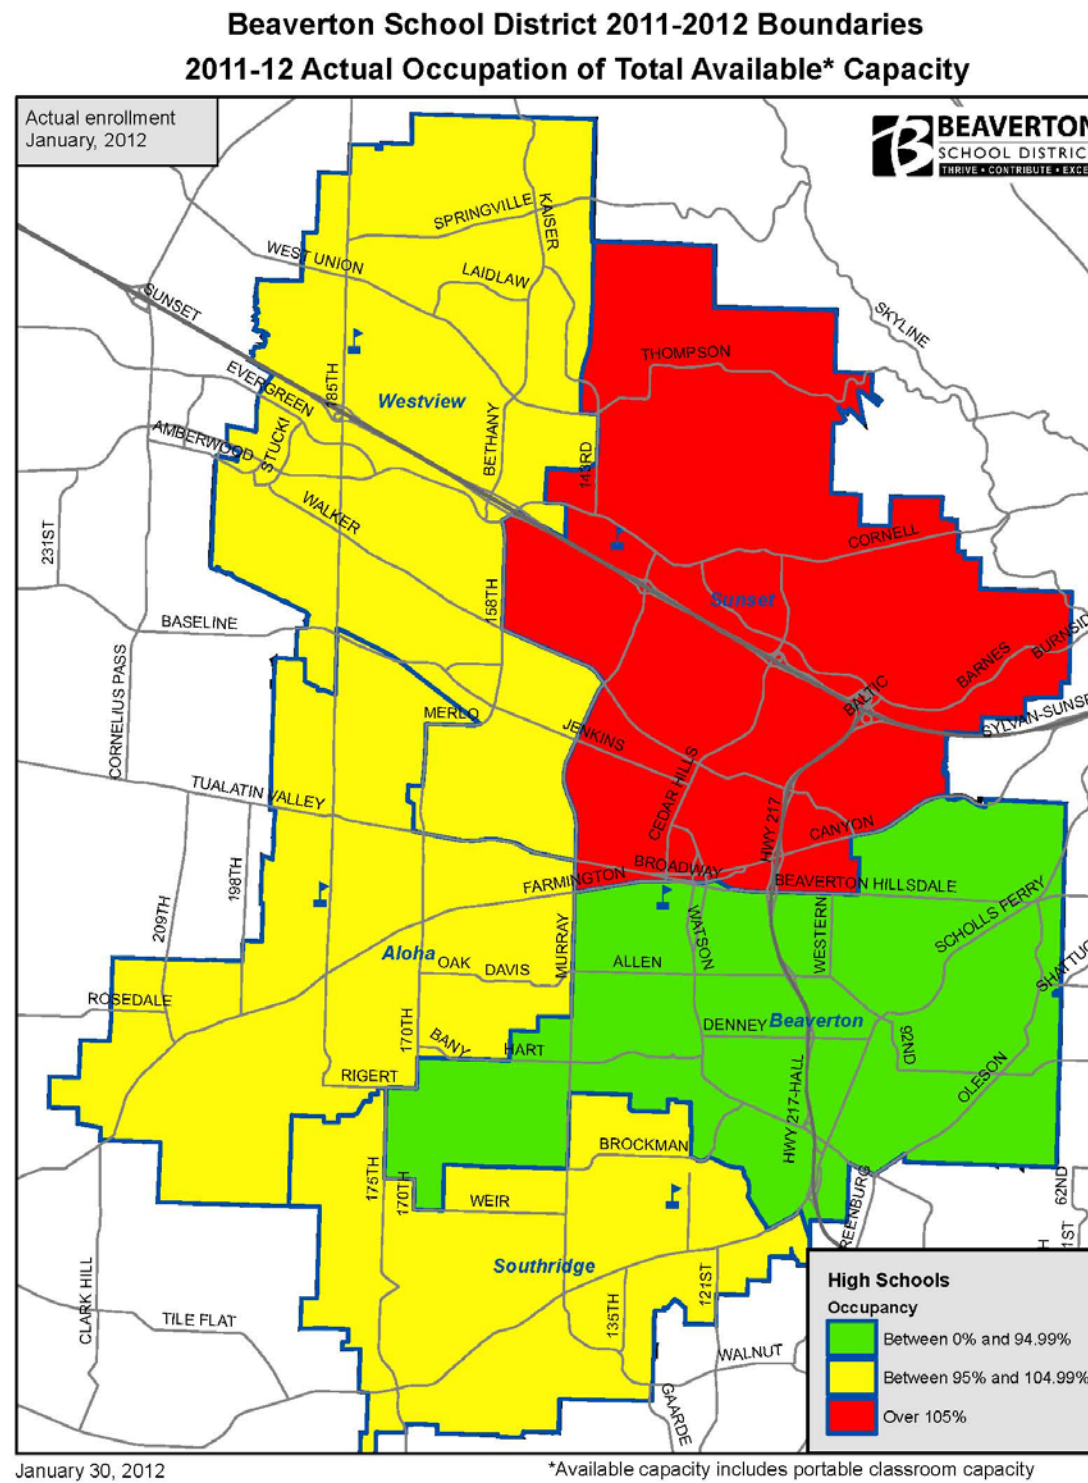 Beaverton School District 2011-2012 Boundaries
2011-12 Actual Occupation of Total Available* Capacity
Actual enrollment
January, 2012
BEAVERTON
SCHOOL DISTRIC
THRIVE • CONTRIBUTE • EXCE
SPRINGVILLE
KAISER
WEST UNION
LAIDLAW
SUNSET
SKYLINE
THOMPSON
EVERGREEN
185TH
Westview
AMBERWOOD
STUCKI
BETHANY
143RD
WALKER
231ST
CORNELL
158TH
Sunset
BASELINE
BURNSID
BARNES
CORNELIUS PASS
BALTIC
MERLO
SYLVAN-SUNSE
JENKINS
TUALATIN VALLEY
CEDAR HILLS
HWY 217
CANYON
198TH
BROADWAY
FARMINGTON
BEAVERTON HILLSDALE
209TH
MURRAY
WATSON
WESTERN
SCHOLLS FERRY
Aloha
OAK
DAVIS
ALLEN
SHATTUC
ROSEDALE
170TH
BANY
HART
DENNEY
Beaverton
92ND
OLESON
RIGERT
HWY 217-HALL
BROCKMAN
175TH
170TH
WEIR
62ND
REENBURG
1ST
H
Southridge
121ST
CLARK HILL
TILE FLAT
135TH
WALNUT
GAARDE
High Schools
Occupancy
Between 0% and 94.99%
Between 95% and 104.99%
Over 105%
January 30, 2012
*Available capacity includes portable classroom capacity